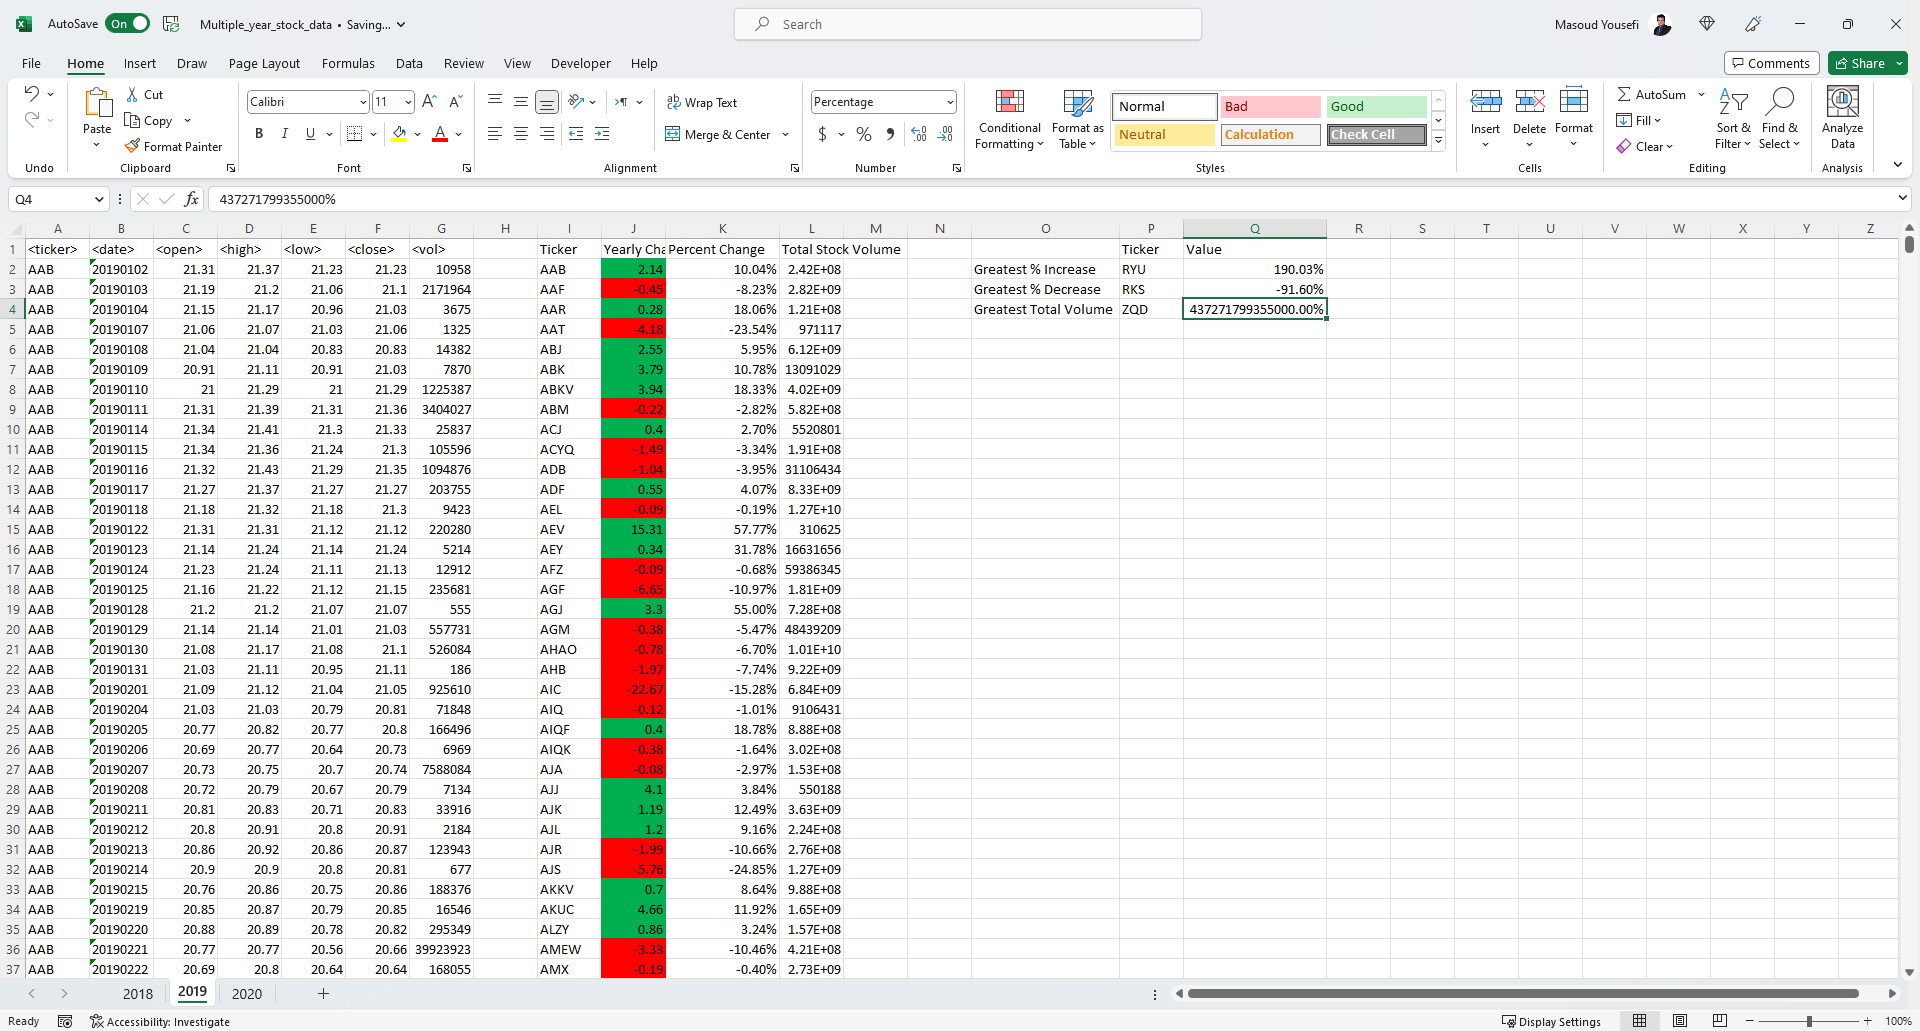 AutoSave On Multiple_year_stock_data • Saving... Search Masoud Yousefi
File Home Insert Draw Page Layout Formulas Data Review View Developer Help Comments Share
Cut Calibri 11 Wrap Text Percentage Normal Bad Good AutoSum
Paste Copy Conditional Formatting Format as Table Insert Delete Format Fill Sort & Filter Find & Select Analyze Data
Format Painter B I U Merge & Center $ % Neutral Calculation Check Cell Clear
Undo Clipboard Font Alignment Number Styles Cells Editing Analysis
Q4 fx 437271799355000%
A B C D E F G H I J K L M N O P Q R S T U V W X Y Z
1 <ticker> <date> <open> <high> <low> <close> <vol> Ticker Yearly Cha Percent Change Total Stock Volume Ticker Value
2 AAB 20190102 21.31 21.37 21.23 21.23 10958 AAB 2.14 10.04% 2.42E+08 Greatest % Increase RYU 190.03%
3 AAB 20190103 21.19 21.2 21.06 21.1 2171964 AAF -0.45 -8.23% 2.82E+09 Greatest % Decrease RKS -91.60%
4 AAB 20190104 21.15 21.17 20.96 21.03 3675 AAR 0.28 18.06% 1.21E+08 Greatest Total Volume ZQD 437271799355000.00%
5 AAB 20190107 21.06 21.07 21.03 21.06 1325 AAT -4.18 -23.54% 971117
6 AAB 20190108 21.04 21.04 20.83 20.83 14382 ABJ 2.55 5.95% 6.12E+09
7 AAB 20190109 20.91 21.11 20.91 21.03 7870 ABK 3.79 10.78% 13091029
8 AAB 20190110 21 21.29 21 21.29 1225387 ABKV 3.94 18.33% 4.02E+09
9 AAB 20190111 21.31 21.39 21.31 21.36 3404027 ABM -0.22 -2.82% 5.82E+08
10 AAB 20190114 21.34 21.41 21.3 21.33 25837 ACJ 0.4 2.70% 5520801
11 AAB 20190115 21.34 21.36 21.24 21.3 105596 ACYQ -1.49 -3.34% 1.91E+08
12 AAB 20190116 21.32 21.43 21.29 21.35 1094876 ADB -1.04 -3.95% 31106434
13 AAB 20190117 21.27 21.37 21.27 21.27 203755 ADF 0.55 4.07% 8.33E+09
14 AAB 20190118 21.18 21.32 21.18 21.3 9423 AEL -0.09 -0.19% 1.27E+10
15 AAB 20190122 21.31 21.31 21.12 21.12 220280 AEV 15.31 57.77% 310625
16 AAB 20190123 21.14 21.24 21.14 21.24 5214 AEY 0.34 31.78% 16631656
17 AAB 20190124 21.23 21.24 21.11 21.13 12912 AFZ -0.09 -0.68% 59386345
18 AAB 20190125 21.16 21.22 21.12 21.15 235681 AGF -6.65 -10.97% 1.81E+09
19 AAB 20190128 21.2 21.2 21.07 21.07 555 AGJ 3.3 55.00% 7.28E+08
20 AAB 20190129 21.14 21.14 21.01 21.03 557731 AGM -0.38 -5.47% 48439209
21 AAB 20190130 21.08 21.17 21.08 21.1 526084 AHAO -0.78 -6.70% 1.01E+10
22 AAB 20190131 21.03 21.11 20.95 21.11 186 AHB -1.97 -7.74% 9.22E+09
23 AAB 20190201 21.09 21.12 21.04 21.05 925610 AIC -22.67 -15.28% 6.84E+09
24 AAB 20190204 21.03 21.03 20.79 20.81 71848 AIQ -0.12 -1.01% 9106431
25 AAB 20190205 20.77 20.82 20.77 20.8 166496 AIQF 0.4 18.78% 8.88E+08
26 AAB 20190206 20.69 20.77 20.64 20.73 6969 AIQK -0.38 -1.64% 3.02E+08
27 AAB 20190207 20.73 20.75 20.7 20.74 7588084 AJA -0.08 -2.97% 1.53E+08
28 AAB 20190208 20.72 20.79 20.67 20.79 7134 AJJ 4.1 3.84% 550188
29 AAB 20190211 20.81 20.83 20.71 20.83 33916 AJK 1.19 12.49% 3.63E+09
30 AAB 20190212 20.8 20.91 20.8 20.91 2184 AJL 1.2 9.16% 2.24E+08
31 AAB 20190213 20.86 20.92 20.86 20.87 123943 AJR -1.99 -10.66% 2.76E+08
32 AAB 20190214 20.9 20.9 20.8 20.81 677 AJS -5.76 -24.85% 1.27E+09
33 AAB 20190215 20.76 20.86 20.75 20.86 188376 AKKV 0.7 8.64% 9.88E+08
34 AAB 20190219 20.85 20.87 20.79 20.85 16546 AKUC 4.66 11.92% 1.65E+09
35 AAB 20190220 20.88 20.89 20.78 20.82 295349 ALZY 0.86 3.24% 1.57E+08
36 AAB 20190221 20.77 20.77 20.56 20.66 39923923 AMEW -3.33 -10.46% 4.21E+08
37 AAB 20190222 20.69 20.8 20.64 20.64 168055 AMX -0.19 -0.40% 2.73E+09
2018 2019 2020
Ready Accessibility: Investigate Display Settings 100%